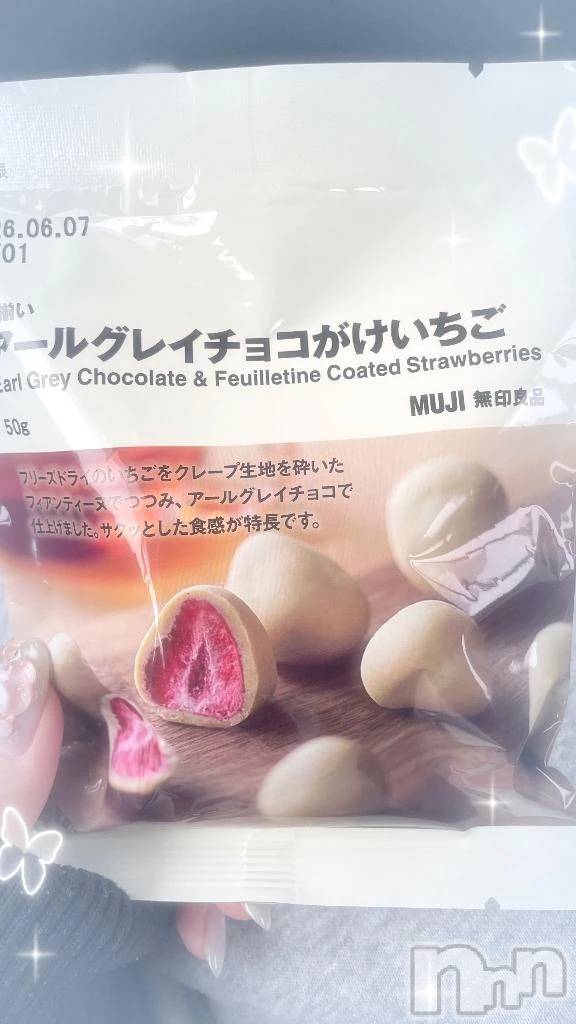 限
26.06.07
01
揃い
アールグレイチョコがけいちご
Earl Grey Chocolate & Feuilletine Coated Strawberries
50g
MUJI 無印良品
フリーズドライのいちごをクレープ生地を砕いた
フィアンティーヌでつつみ、アールグレイチョコで
仕上げました。サクッとした食感が特長です。
nnn